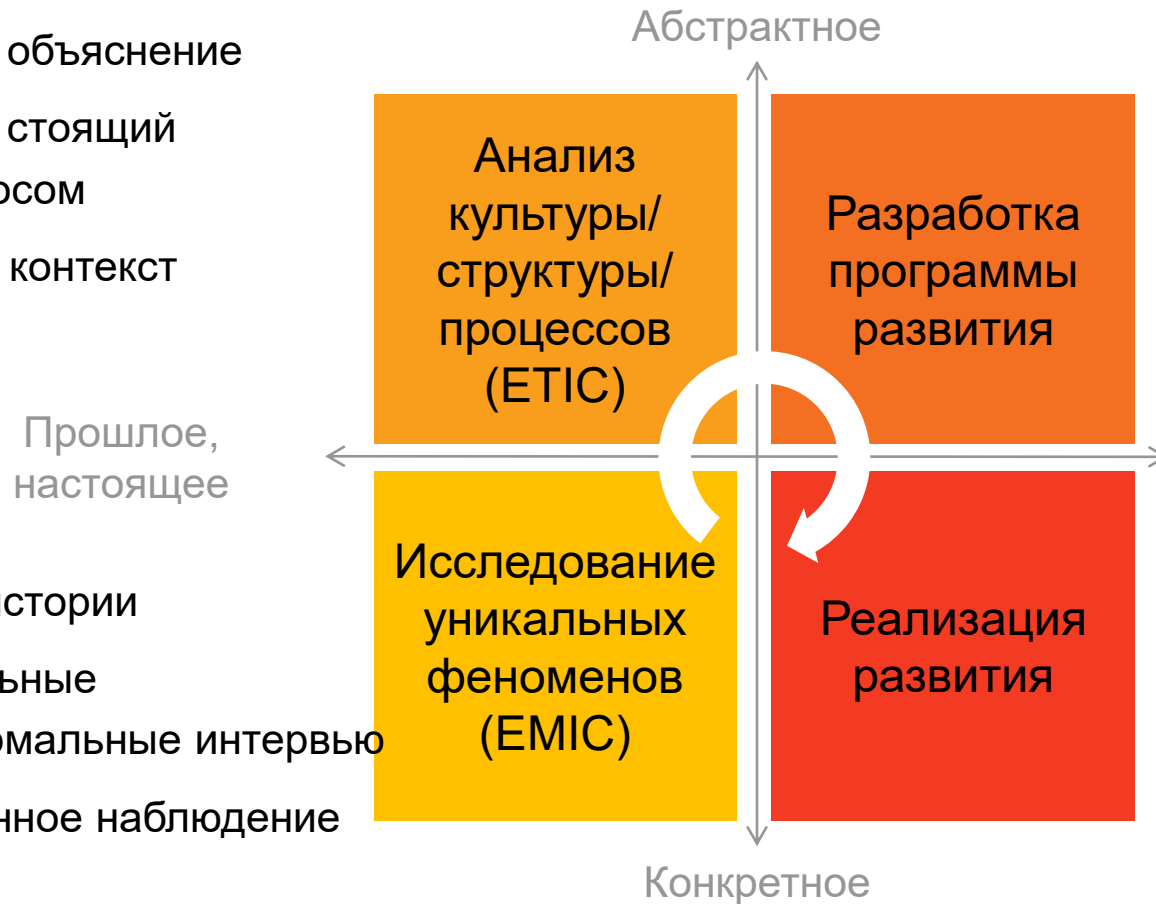 Абстрактное
объяснение
стоящий
осом
контекст
Анализ
культуры/
структуры/
процессов
(ETIC)
Разработка
программы
развития
Прошлое,
настоящее
стории
ьные
рмальные интервью
нное наблюдение
Исследование
уникальных
феноменов
(EMIC)
Реализация
развития
Конкретное